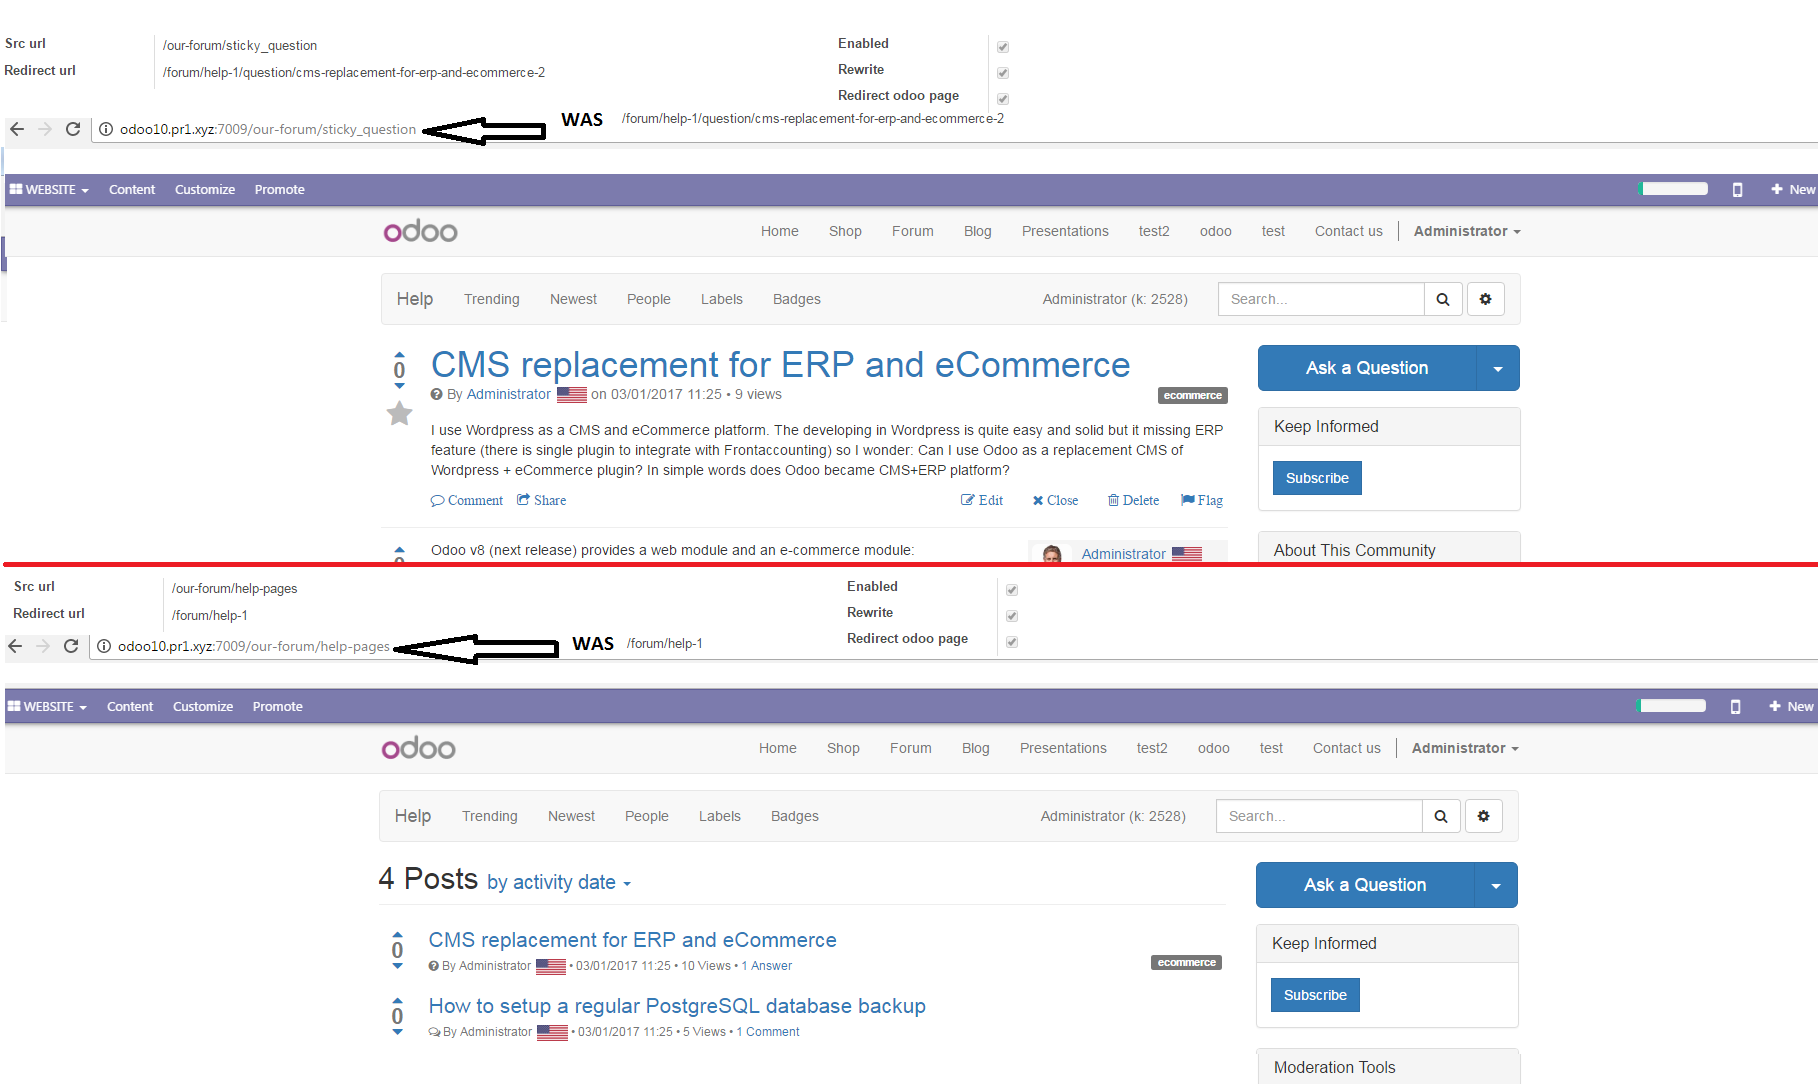 Src url /our-forum/sticky_question Enabled
Redirect url /forum/help-1/question/cms-replacement-for-erp-and-ecommerce-2 Rewrite
Redirect odoo page
odoo10.pr1.xyz:7009/our-forum/sticky_question WAS /forum/help-1/question/cms-replacement-for-erp-and-ecommerce-2
WEBSITE Content Customize Promote New
odoo Home Shop Forum Blog Presentations test2 odoo test Contact us Administrator
Help Trending Newest People Labels Badges Administrator (k: 2528) Search...
0 CMS replacement for ERP and eCommerce Ask a Question
By Administrator on 03/01/2017 11:25 • 9 views ecommerce
Keep Informed
I use Wordpress as a CMS and eCommerce platform. The developing in Wordpress is quite easy and solid but it missing ERP
feature (there is single plugin to integrate with Frontaccounting) so I wonder: Can I use Odoo as a replacement CMS of
Wordpress + eCommerce plugin? In simple words does Odoo became CMS+ERP platform?
Subscribe
Comment Share Edit Close Delete Flag
Odoo v8 (next release) provides a web module and an e-commerce module: Administrator About This Community
Src url /our-forum/help-pages Enabled
Redirect url /forum/help-1 Rewrite
Redirect odoo page
odoo10.pr1.xyz:7009/our-forum/help-pages WAS /forum/help-1
WEBSITE Content Customize Promote New
odoo Home Shop Forum Blog Presentations test2 odoo test Contact us Administrator
Help Trending Newest People Labels Badges Administrator (k: 2528) Search...
4 Posts by activity date Ask a Question
0 CMS replacement for ERP and eCommerce Keep Informed
By Administrator • 03/01/2017 11:25 • 10 Views • 1 Answer ecommerce
Subscribe
0 How to setup a regular PostgreSQL database backup
By Administrator • 03/01/2017 11:25 • 5 Views • 1 Comment
Moderation Tools